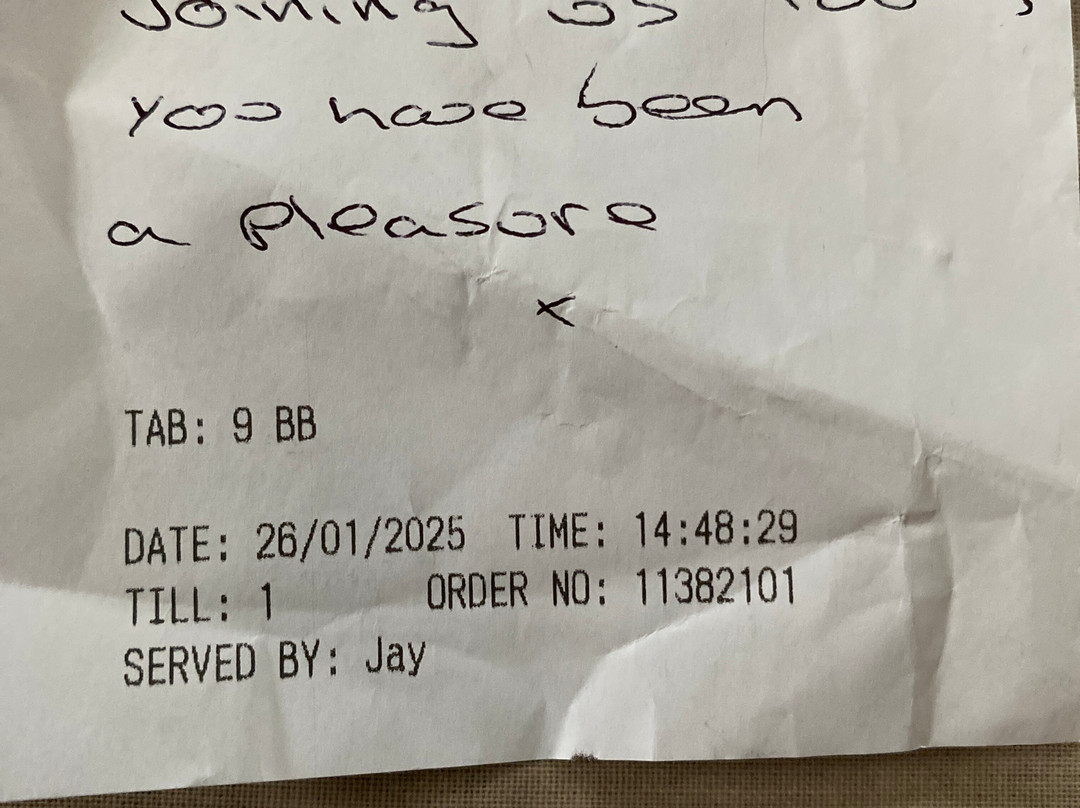 Joining us
you have been
a pleasure
x
TAB: 9 BB
DATE: 26/01/2025 TIME: 14:48:29
TILL: 1 ORDER NO: 11382101
SERVED BY: Jay